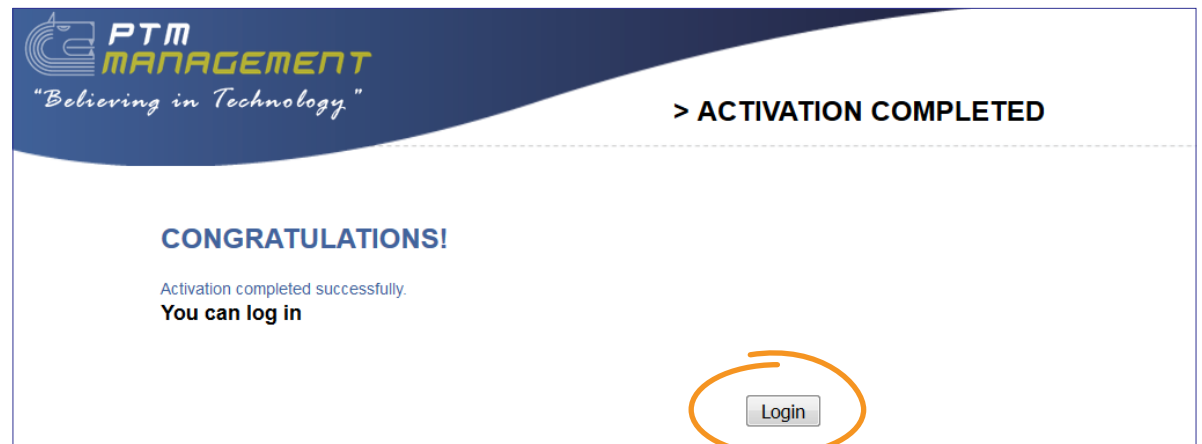 PTM
MANAGEMENT
"Believing in Technology"
> ACTIVATION COMPLETED
CONGRATULATIONS!
Activation completed successfully.
You can log in
Login